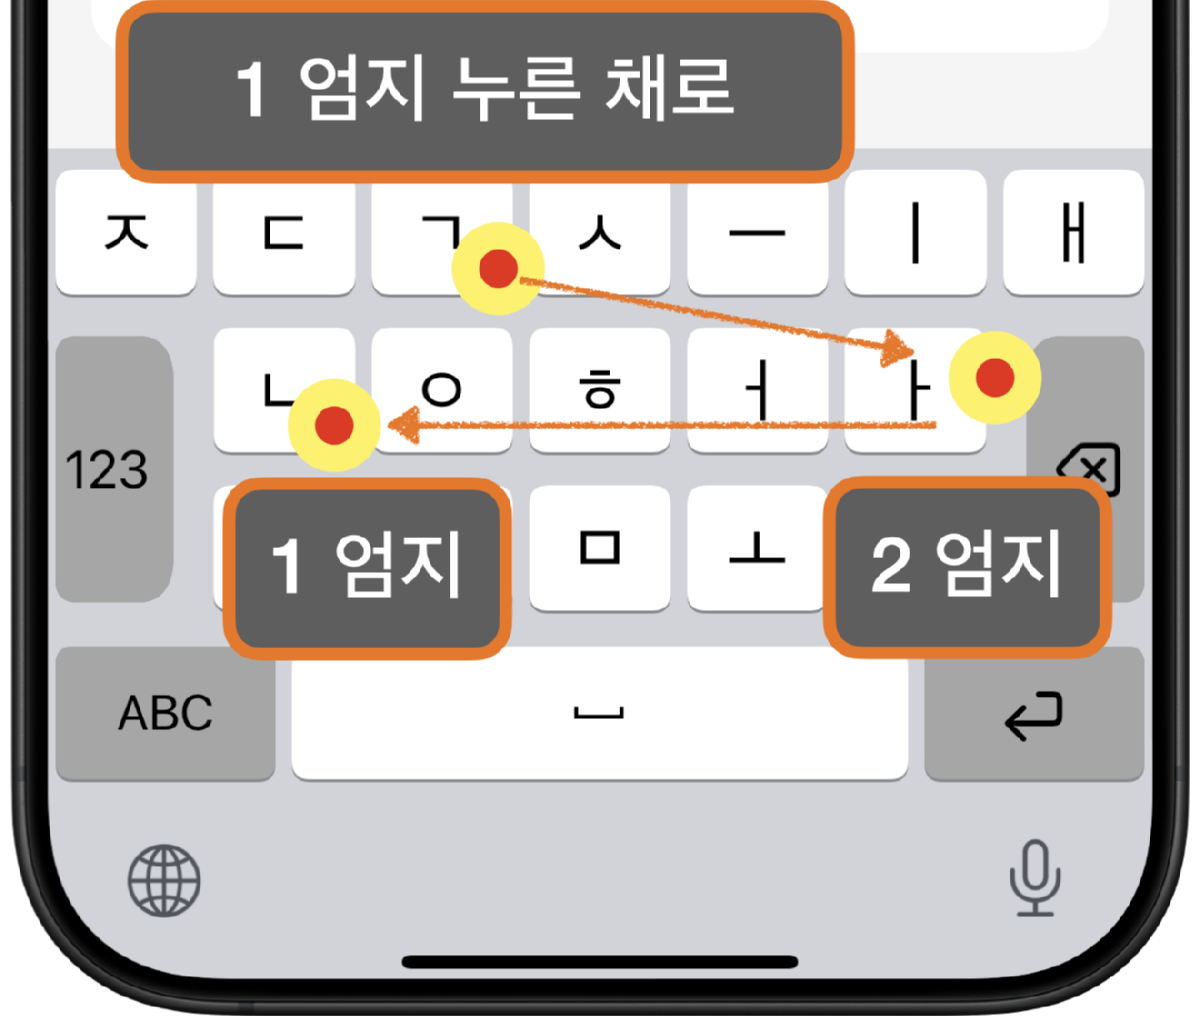 1 엄지 누른 채로
ㅈ ㄷ ㄱ ㅅ ㅡ ㅣ ㅐ
ㄴ ㅇ ㅎ ㅓ ㅏ
123
1 엄지 ㅁ ㅗ 2 엄지
ABC